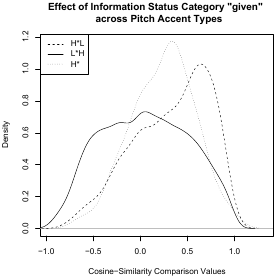 Effect of Information Status Category "given"
across Pitch Accent Types
H*L
L*H
H*
Density
0.0
0.2
0.4
0.6
0.8
1.0
1.2
−1.0
−0.5
0.0
0.5
1.0
Cosine−Similarity Comparison Values